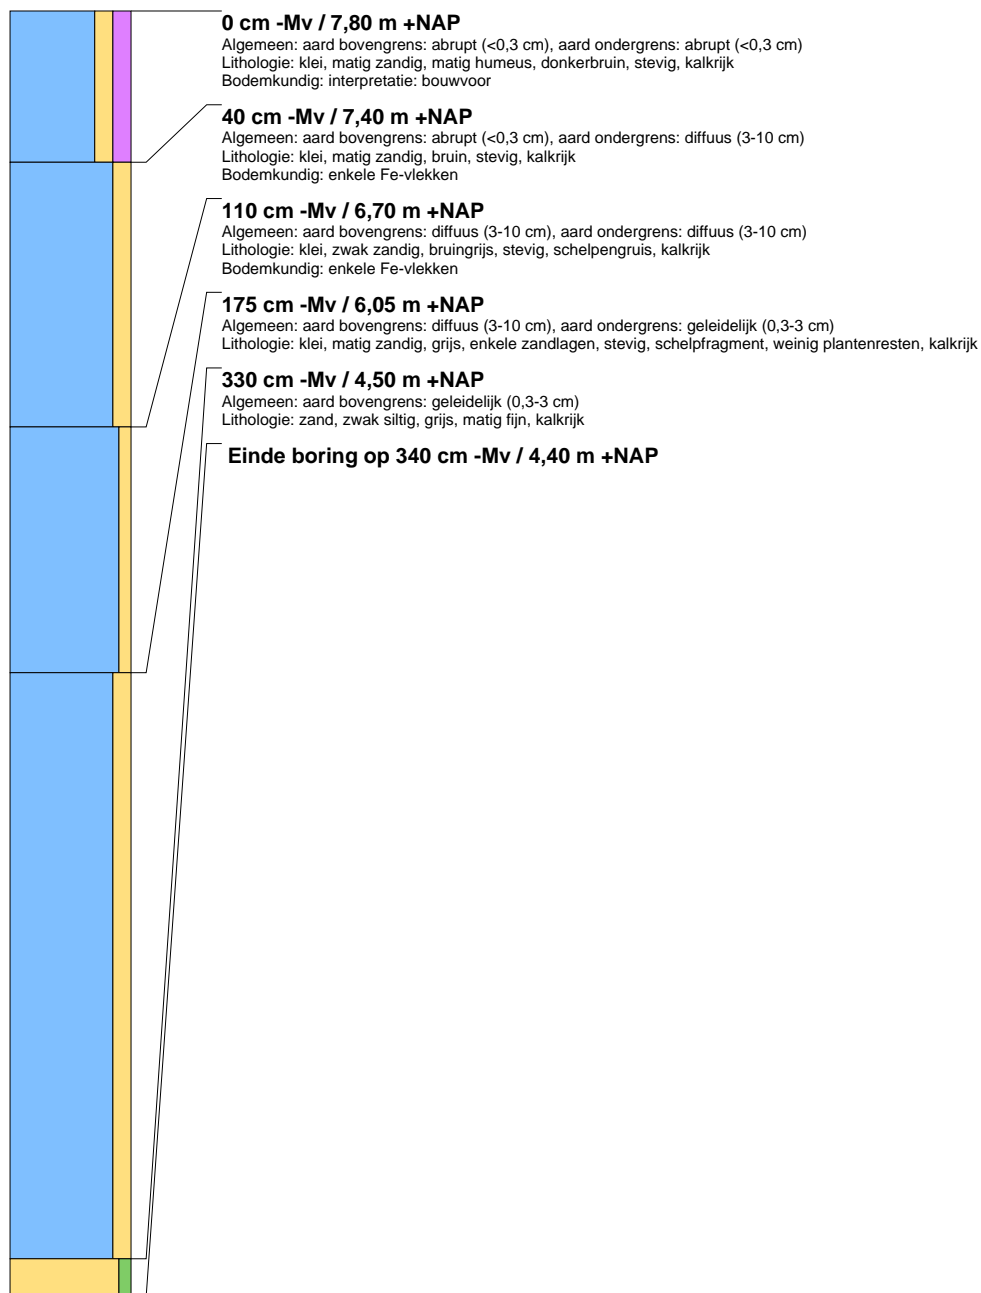 0 cm -Mv / 7,80 m +NAP
Algemeen: aard bovengrens: abrupt (<0,3 cm), aard ondergrens: abrupt (<0,3 cm)
Lithologie: klei, matig zandig, matig humeus, donkerbruin, stevig, kalkrijk
Bodemkundig: interpretatie: bouwvoor
40 cm -Mv / 7,40 m +NAP
Algemeen: aard bovengrens: abrupt (<0,3 cm), aard ondergrens: diffuus (3-10 cm)
Lithologie: klei, matig zandig, bruin, stevig, kalkrijk
Bodemkundig: enkele Fe-vlekken
110 cm -Mv / 6,70 m +NAP
Algemeen: aard bovengrens: diffuus (3-10 cm), aard ondergrens: diffuus (3-10 cm)
Lithologie: klei, zwak zandig, bruingrijs, stevig, schelpengruis, kalkrijk
Bodemkundig: enkele Fe-vlekken
175 cm -Mv / 6,05 m +NAP
Algemeen: aard bovengrens: diffuus (3-10 cm), aard ondergrens: geleidelijk (0,3-3 cm)
Lithologie: klei, matig zandig, grijs, enkele zandlagen, stevig, schelpfragment, weinig plantenresten, kalkrijk
330 cm -Mv / 4,50 m +NAP
Algemeen: aard bovengrens: geleidelijk (0,3-3 cm)
Lithologie: zand, zwak siltig, grijs, matig fijn, kalkrijk
Einde boring op 340 cm -Mv / 4,40 m +NAP